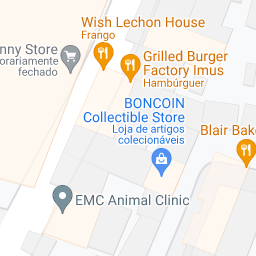 Wish Lechon House
Frango
nny Store
orariamente
fechado
Grilled Burger
Factory Imus
Hambúrguer
BONCOIN
Collectible Store
Loja de artigos
colecionáveis
Blair Bake
EMC Animal Clinic